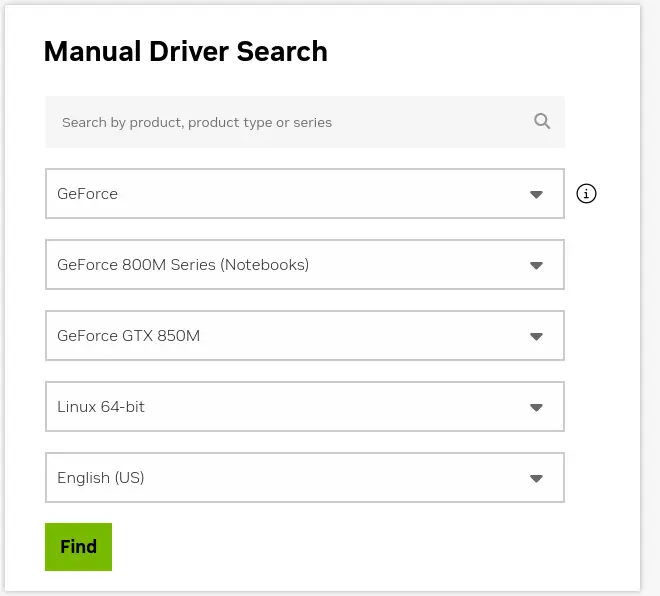 Manual Driver Search
Search by product, product type or series
GeForce
GeForce 800M Series (Notebooks)
GeForce GTX 850M
Linux 64-bit
English (US)
Find